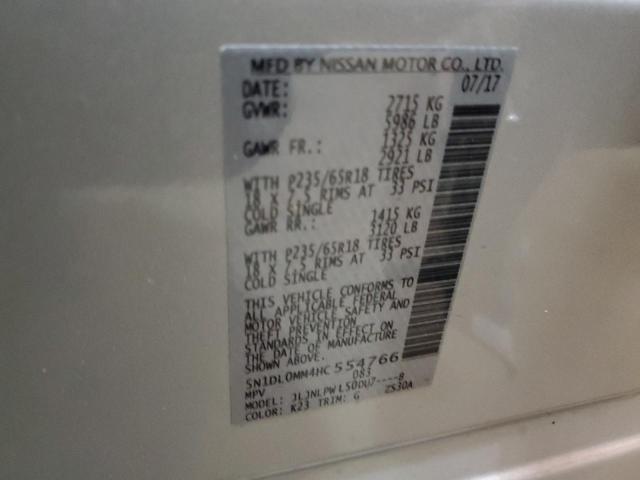 MFD BY NISSAN MOTOR CO., LTD.
DATE: 07/17
GVWR: 2715 KG
5986 LB
GAWR FR.: 1325 KG
2921 LB
WITH P235/65R18 TIRES
18 X 7.5 RIMS AT 33 PSI
COLD SINGLE
GAWR RR.: 1415 KG
3120 LB
WITH P235/65R18 TIRES
18 X 7.5 RIMS AT 33 PSI
COLD SINGLE
THIS VEHICLE CONFORMS TO
ALL APPLICABLE FEDERAL
MOTOR VEHICLE SAFETY AND
THEFT PREVENTION
STANDARDS IN EFFECT ON
THE DATE OF MANUFACTURE
SHOWN ABOVE.
5N1DL0MM4HC554766
MPV 083
MODEL: JLJNLPWL50DU7----8
COLOR: K23 TRIM: G ZS30A